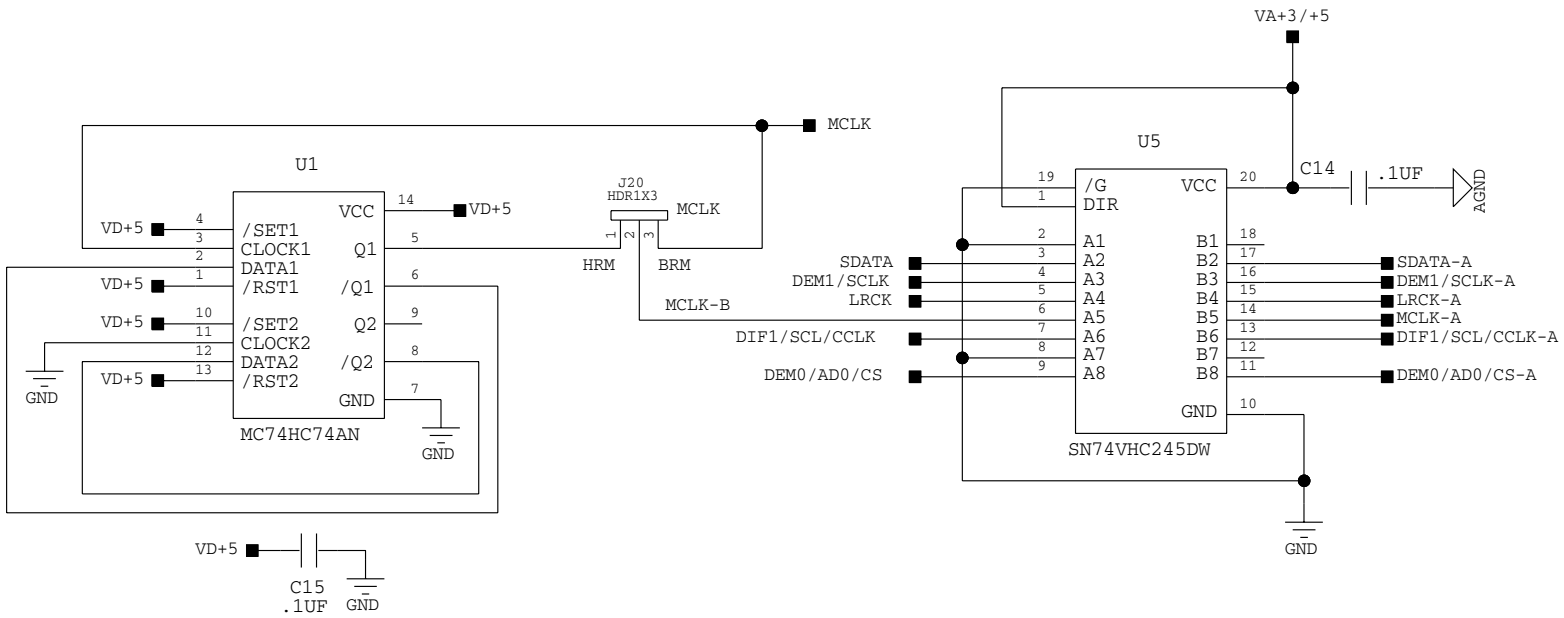 VA+3/+5
MCLK
U1
U5
C14 .1UF
AGND
J20
HDR1X3
MCLK
1 2 3
HRM BRM
MCLK-B
VCC 14 VD+5
VD+5 4 /SET1
3 CLOCK1
Q1 5
2 DATA1
VD+5 1 /RST1
/Q1 6
VD+5 10 /SET2
Q2 9
11 CLOCK2
12 DATA2
/Q2 8
VD+5 13 /RST2
GND 7
GND
GND
MC74HC74AN
19 /G
VCC 20
1 DIR
2 A1
B1 18
SDATA 3 A2
B2 17 SDATA-A
DEM1/SCLK 4 A3
B3 16 DEM1/SCLK-A
LRCK 5 A4
B4 15 LRCK-A
6 A5
B5 14 MCLK-A
DIF1/SCL/CCLK 7 A6
B6 13 DIF1/SCL/CCLK-A
8 A7
B7 12
DEM0/AD0/CS 9 A8
B8 11 DEM0/AD0/CS-A
GND 10
SN74VHC245DW
GND
VD+5
C15
.1UF
GND